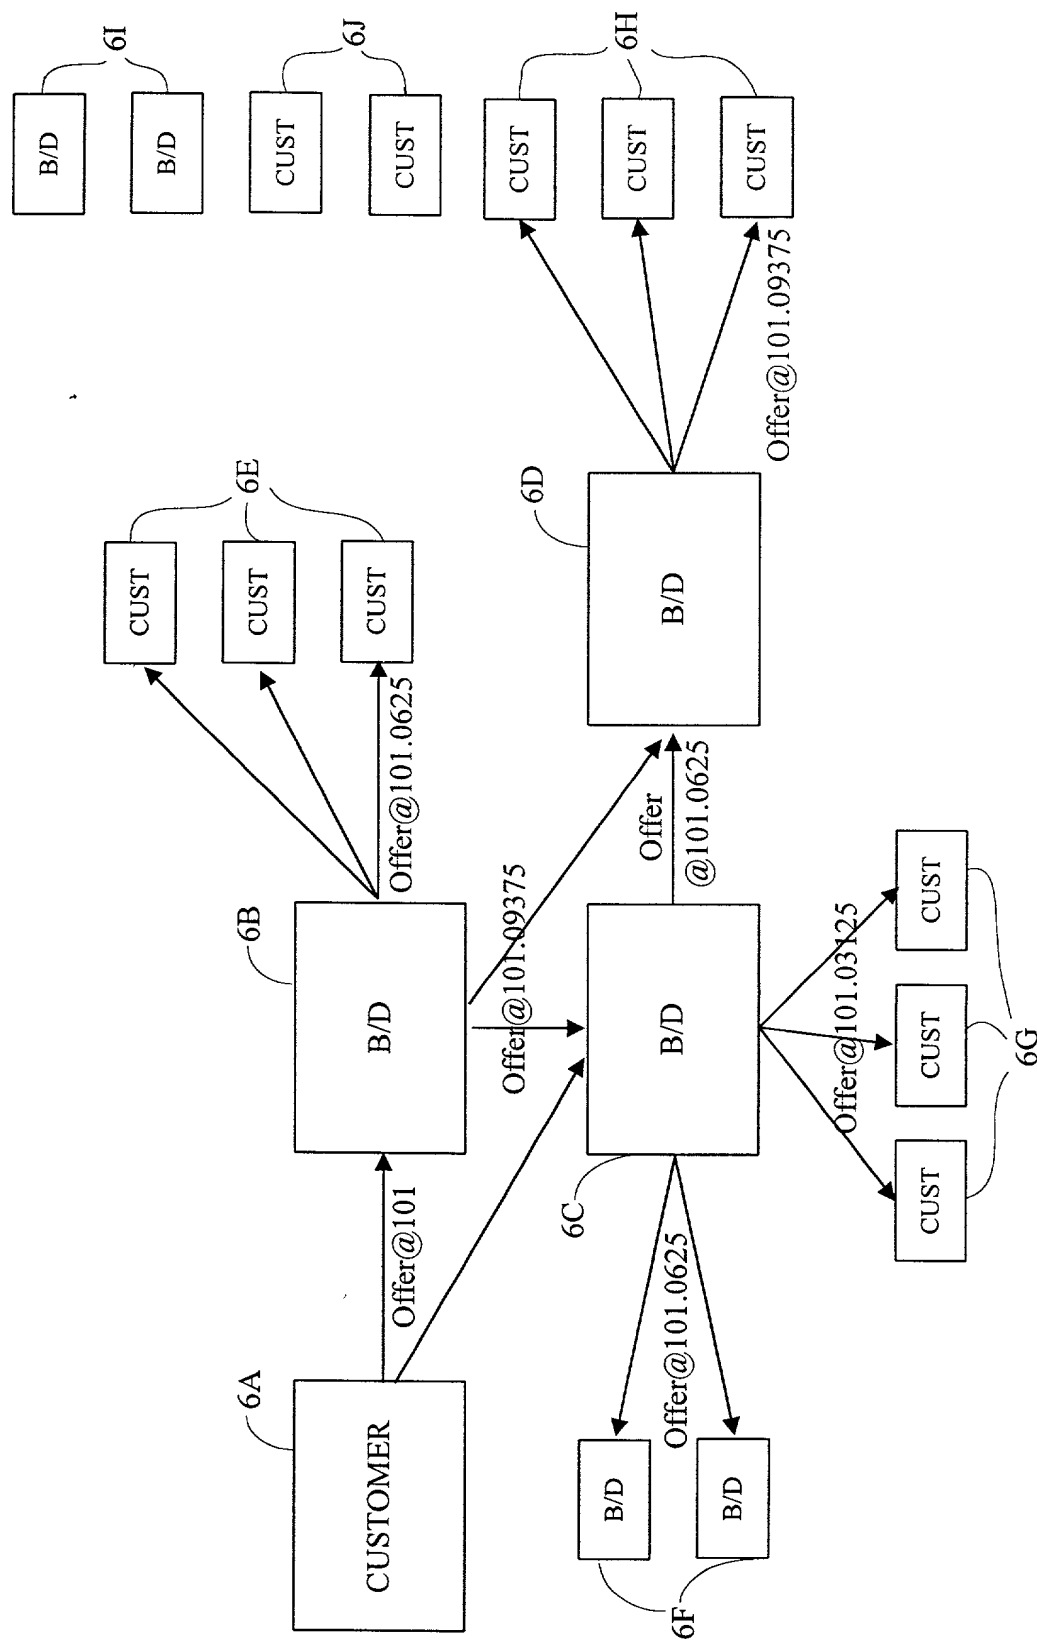 6I
B/D
B/D
6J
CUST
CUST
6H
CUST
CUST
CUST
Offer@101.09375
6E
CUST
CUST
CUST
Offer@101.0625
6D
B/D
6B
B/D
Offer@101.09375
Offer
@101.0625
6A
CUSTOMER
Offer@101
6C
B/D
6F
B/D
B/D
Offer@101.0625
Offer@101.03125
CUST
CUST
CUST
6G